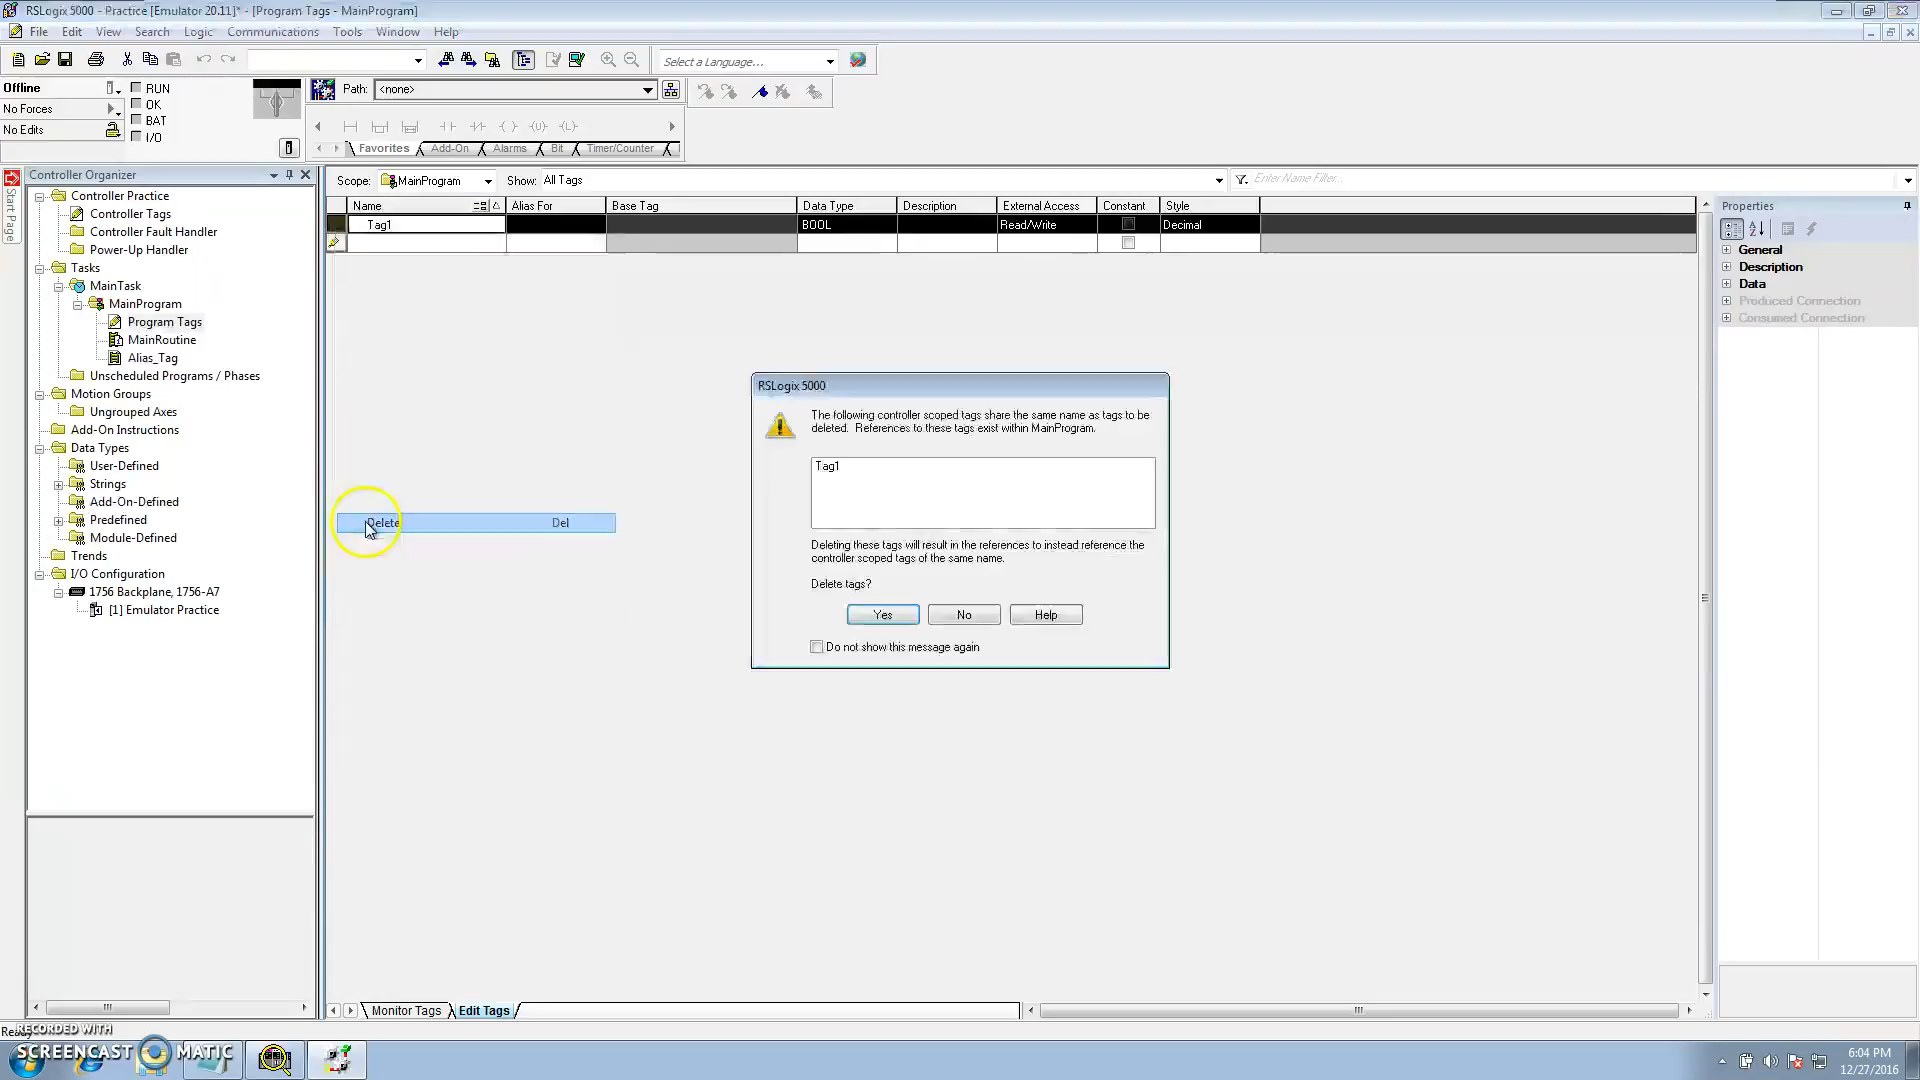 RSLogix 5000 - Practice [Emulator 20.11]* - [Program Tags - MainProgram]
File Edit View Search Logic Communications Tools Window Help
Select a Language...
Offline
RUN
No Forces
OK
No Edits
BAT
I/O
Path: <none>
Favorites Add-On Alarms Bit Timer/Counter
Start Page
Controller Organizer
Controller Practice
Controller Tags
Controller Fault Handler
Power-Up Handler
Tasks
MainTask
MainProgram
Program Tags
MainRoutine
Alias_Tag
Unscheduled Programs / Phases
Motion Groups
Ungrouped Axes
Add-On Instructions
Data Types
User-Defined
Strings
Add-On-Defined
Predefined
Module-Defined
Trends
I/O Configuration
1756 Backplane, 1756-A7
[1] Emulator Practice
Scope: MainProgram Show: All Tags Enter Name Filter...
Name Alias For Base Tag Data Type Description External Access Constant Style
Tag1 BOOL Read/Write Decimal
Delete Del
RSLogix 5000
The following controller scoped tags share the same name as tags to be
deleted. References to these tags exist within MainProgram.
Tag1
Deleting these tags will result in the references to instead reference the
controller scoped tags of the same name.
Delete tags?
Yes No Help
Do not show this message again
Properties
General
Description
Data
Produced Connection
Consumed Connection
Monitor Tags Edit Tags
Ready
RECORDED WITH
SCREENCAST MATIC
6:04 PM
12/27/2016